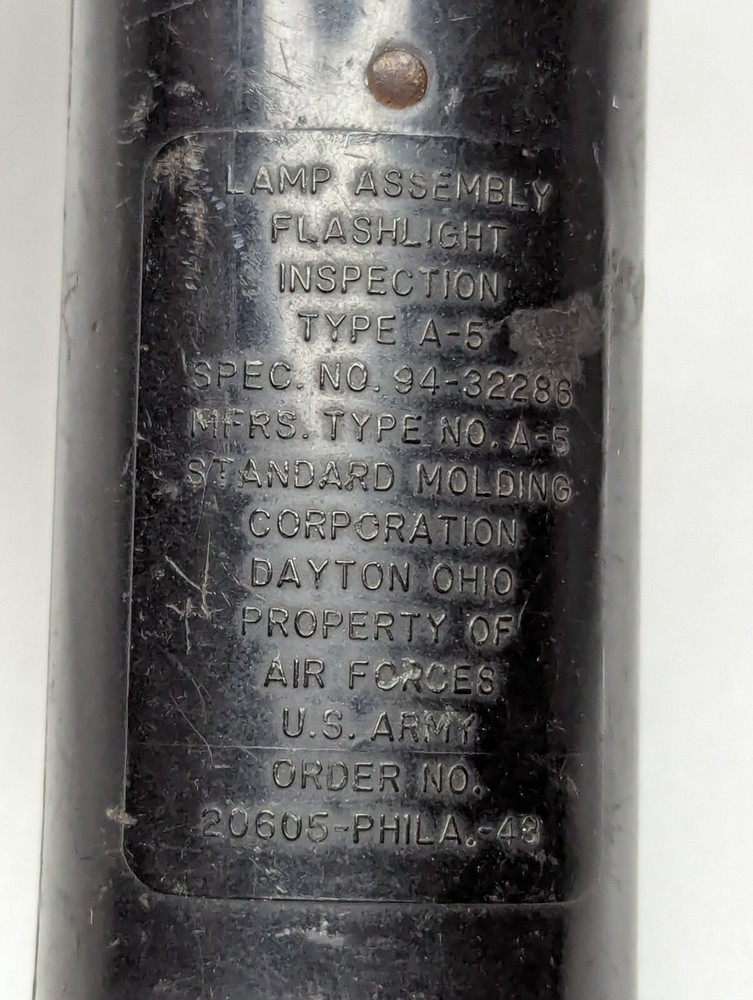 LAMP ASSEMBLY
FLASHLIGHT
INSPECTION
TYPE A-5
SPEC. NO. 94-32286
MFRS. TYPE NO. A-5
STANDARD MOLDING
CORPORATION
DAYTON OHIO
PROPERTY OF
AIR FORCES
U.S. ARMY
ORDER NO.
20605-PHILA.-43